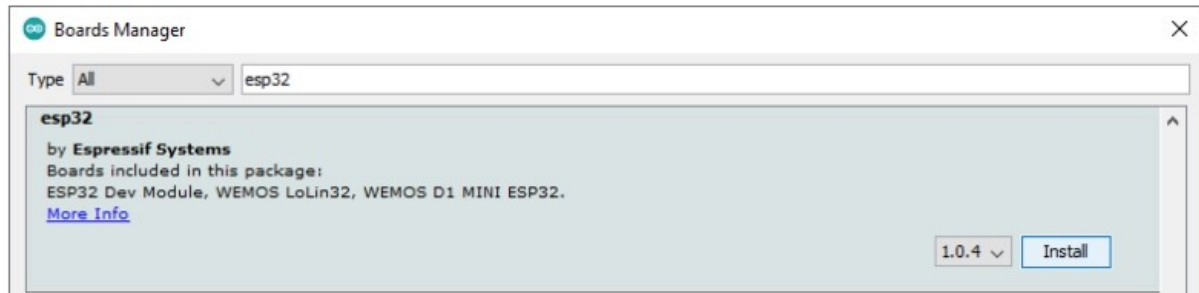 Boards Manager
Type All esp32
esp32
by Espressif Systems
Boards included in this package:
ESP32 Dev Module, WEMOS LoLin32, WEMOS D1 MINI ESP32.
More Info
1.0.4 Install